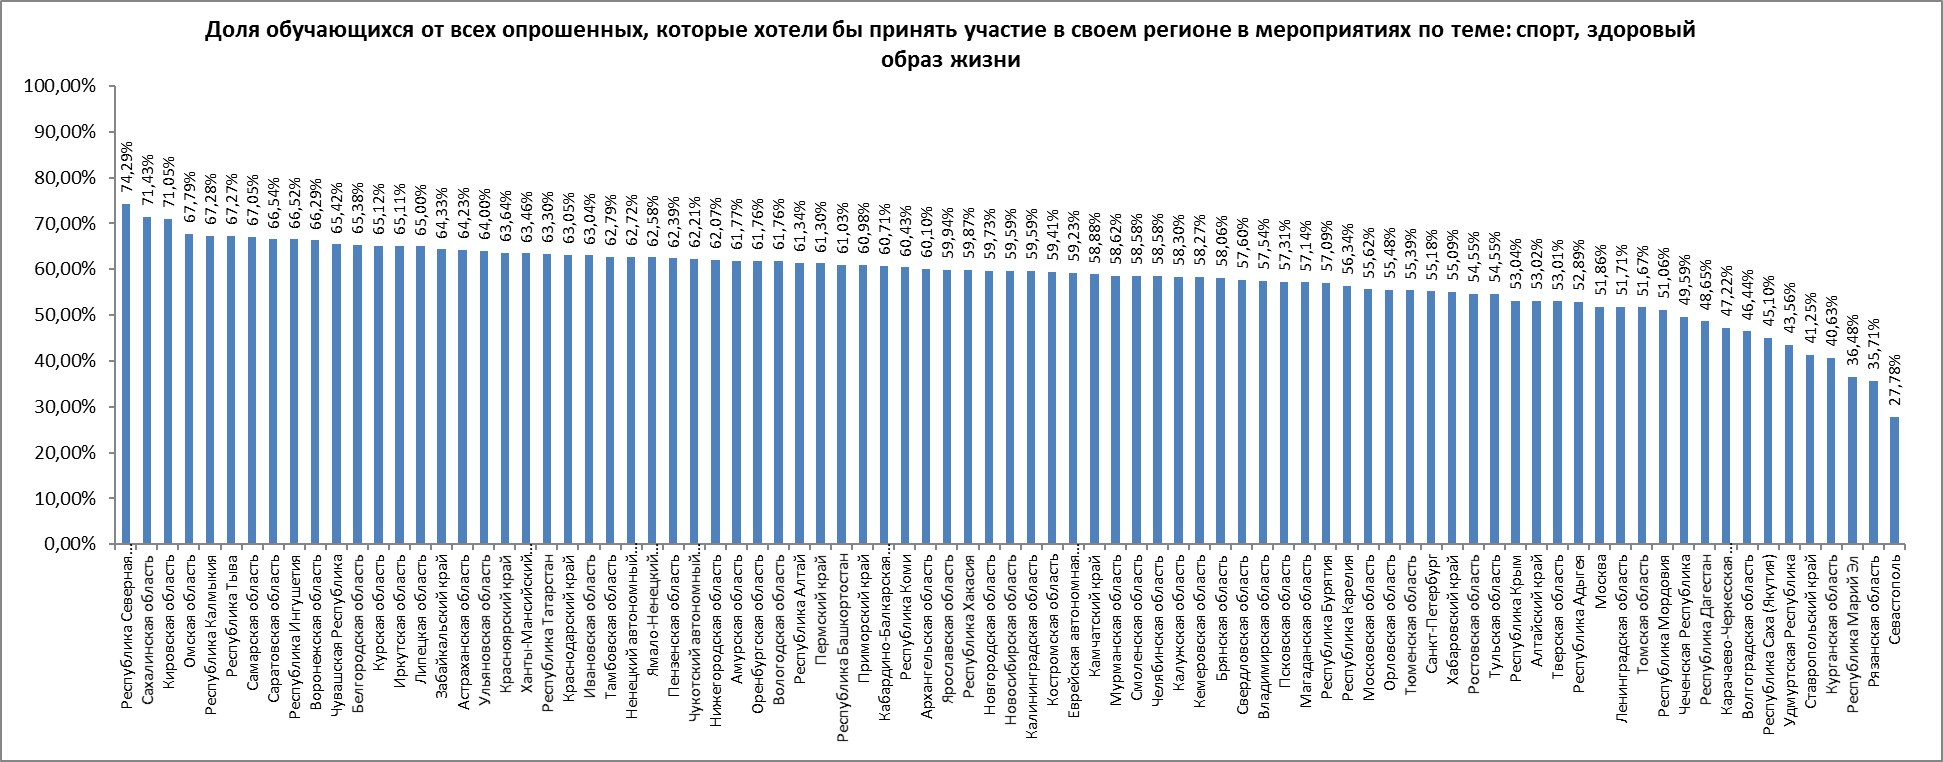 Доля обучающихся от всех опрошенных, которые хотели бы принять участие в своем регионе в мероприятиях по теме: спорт, здоровый
образ жизни
100,00%
90,00%
80,00%
70,00%
60,00%
50,00%
40,00%
30,00%
20,00%
10,00%
0,00%
74,29%
71,43%
71,05%
67,79%
67,28%
67,27%
67,05%
66,54%
66,52%
66,29%
65,42%
65,38%
65,12%
65,11%
65,00%
64,33%
64,23%
64,00%
63,64%
63,46%
63,30%
63,05%
63,04%
62,79%
62,72%
62,58%
62,39%
62,21%
62,07%
61,77%
61,76%
61,76%
61,34%
61,30%
61,03%
60,98%
60,71%
60,43%
60,10%
59,94%
59,87%
59,73%
59,59%
59,59%
59,41%
59,23%
58,88%
58,62%
58,58%
58,58%
58,30%
58,27%
58,06%
57,60%
57,54%
57,31%
57,14%
57,09%
56,34%
55,62%
55,48%
55,39%
55,18%
55,09%
54,55%
54,55%
53,04%
53,02%
53,01%
52,89%
51,86%
51,71%
51,67%
51,06%
49,59%
48,65%
47,22%
46,44%
45,10%
43,56%
41,25%
40,63%
36,48%
35,71%
27,78%
Республика Северная...
Сахалинская область
Кировская область
Омская область
Республика Калмыкия
Республика Тыва
Самарская область
Саратовская область
Республика Ингушетия
Воронежская область
Чувашская Республика
Белгородская область
Курская область
Иркутская область
Липецкая область
Забайкальский край
Астраханская область
Ульяновская область
Красноярский край
Ханты-Мансийский...
Республика Татарстан
Краснодарский край
Ивановская область
Тамбовская область
Ненецкий автономный...
Ямало-Ненецкий...
Пензенская область
Чукотский автономный...
Нижегородская область
Амурская область
Оренбургская область
Вологодская область
Республика Алтай
Пермский край
Республика Башкортостан
Приморский край
Кабардино-Балкарская...
Республика Коми
Архангельская область
Ярославская область
Республика Хакасия
Новгородская область
Новосибирская область
Калининградская область
Костромская область
Еврейская автономная...
Камчатский край
Мурманская область
Смоленская область
Челябинская область
Калужская область
Кемеровская область
Брянская область
Свердловская область
Владимирская область
Псковская область
Магаданская область
Республика Бурятия
Республика Карелия
Московская область
Орловская область
Тюменская область
Санкт-Петербург
Хабаровский край
Ростовская область
Тульская область
Республика Крым
Алтайский край
Тверская область
Республика Адыгея
Москва
Ленинградская область
Томская область
Республика Мордовия
Чеченская Республика
Республика Дагестан
Карачаево-Черкесская...
Волгоградская область
Республика Саха (Якутия)
Удмуртская Республика
Ставропольский край
Курганская область
Республика Марий Эл
Рязанская область
Севастополь